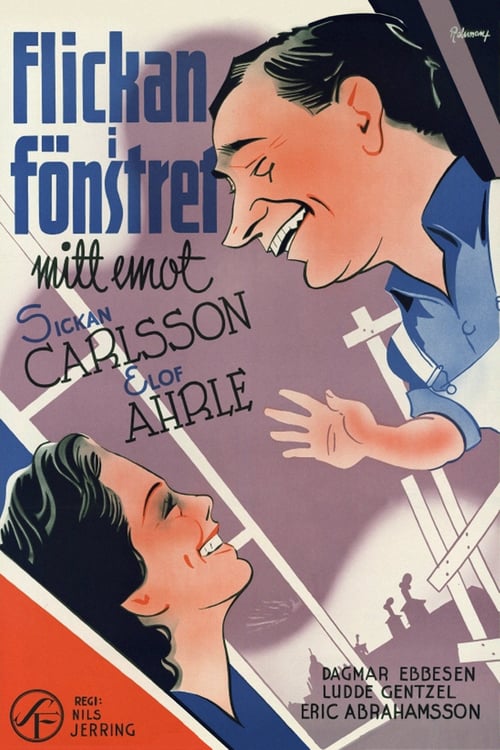 Flickan
i
fönstret
mitt emot
SICKAN
CARLSSON
ELOF
AHRLE
DAGMAR EBBESEN
LUDDE GENTZEL
ERIC ABRAHAMSSON
SF
REGI:
NILS
JERRING